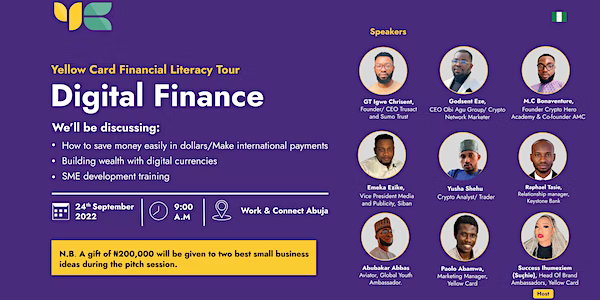 Yellow Card Financial Literacy Tour
Digital Finance
We'll be discussing:
• How to save money easily in dollars/Make international payments
• Building wealth with digital currencies
• SME development training
24th September
2022
9:00
A.M
Work & Connect Abuja
N.B. A gift of ₦200,000 will be given to two best small business
ideas during the pitch session.
Speakers
GT Igwe Chrisent,
Founder/ CEO Trusact
and Sumo Trust
Godsent Eze,
CEO Obi Agu Group/ Crypto
Network Marketer
M.C Bonaventure,
Founder Crypto Hero
Academy & Co-founder AMC
Emeka Ezike,
Vice President Media
and Publicity, Siban
Yusha Shehu
Crypto Analyst/ Trader
Raphael Tasie,
Relationship manager,
Keystone Bank
Abubakar Abbas
Aviator, Global Youth
Ambassador.
Paolo Abamwa,
Marketing Manager,
Yellow Card
Success Ihumeziem
(Suçhie), Head Of Brand
Ambassadors, Yellow Card
Host